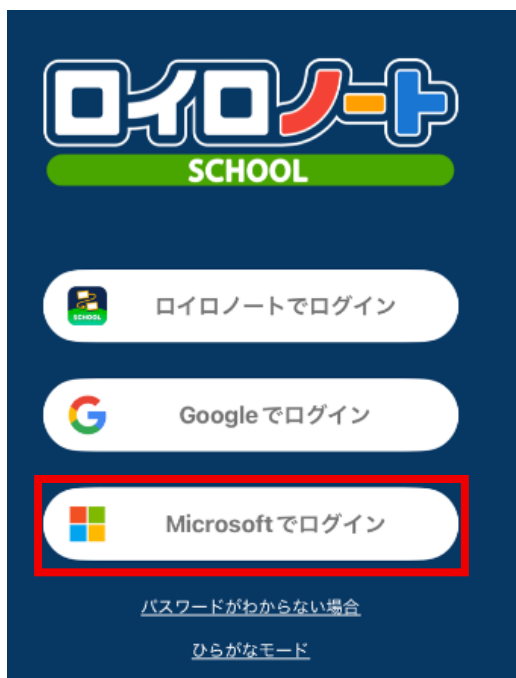 ロイロノート
SCHOOL
SCHOOL
ロイロノートでログイン
Googleでログイン
Microsoftでログイン
パスワードがわからない場合
ひらがなモード